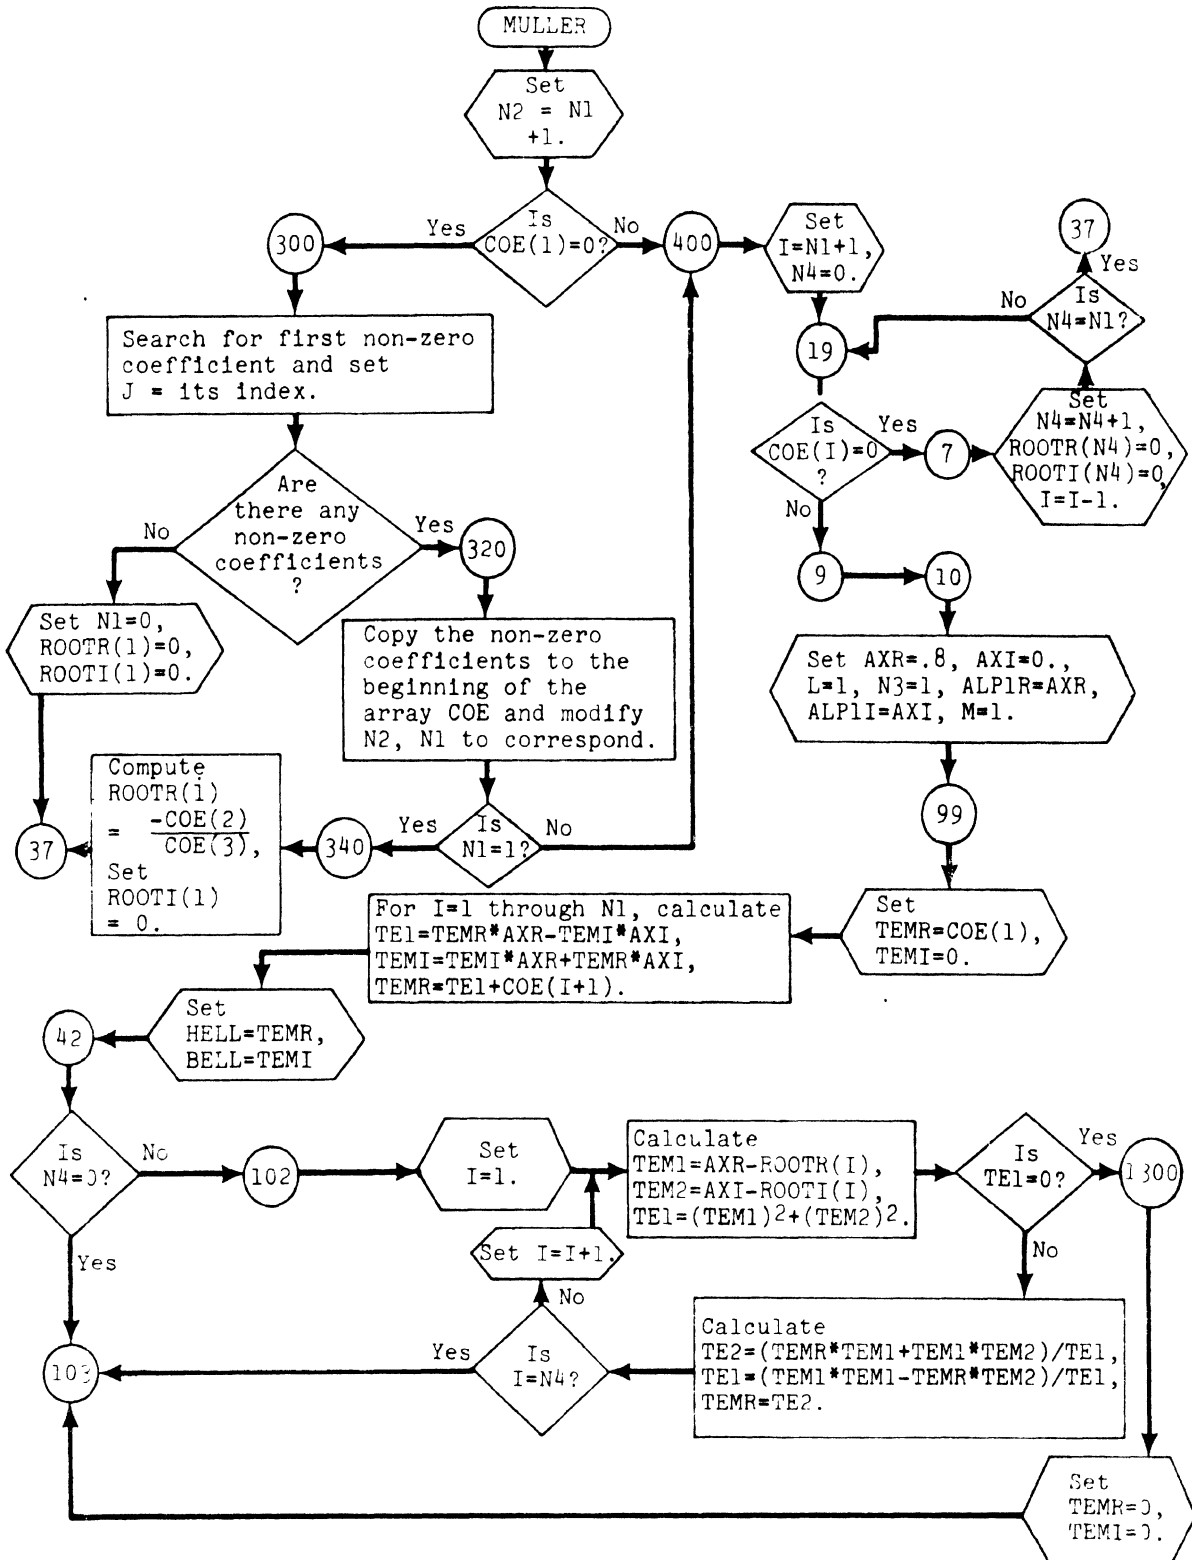 MULLER
Set
N2 = N1
+1.
Is
COE(1)=0?
Yes
No
300
400
Set
I=N1+1,
N4=0.
37
Yes
Is
N4=N1?
No
19
Search for first non-zero
coefficient and set
J = its index.
Is
COE(I)=0
?
Yes
No
7
Set
N4=N4+1,
ROOTR(N4)=0,
ROOTI(N4)=0,
I=I-1.
Are
there any
non-zero
coefficients
?
No
Yes
320
9
10
Set N1=0,
ROOTR(1)=0,
ROOTI(1)=0.
Copy the non-zero
coefficients to the
beginning of the
array COE and modify
N2, N1 to correspond.
Set AXR=.8, AXI=0.,
L=1, N3=1, ALP1R=AXR,
ALP1I=AXI, M=1.
99
Compute
ROOTR(1)
= -COE(2)
COE(3),
Set
ROOTI(1)
= 0.
37
340
Yes
Is
N1=1?
No
Set
TEMR=COE(1),
TEMI=0.
For I=1 through N1, calculate
TE1=TEMR*AXR-TEMI*AXI,
TEMI=TEMI*AXR+TEMR*AXI,
TEMR=TE1+COE(I+1).
Set
HELL=TEMR,
BELL=TEMI
42
Is
N4=0?
No
Yes
102
Set
I=1.
Calculate
TEM1=AXR-ROOTR(I),
TEM2=AXI-ROOTI(I),
TE1=(TEM1)2+(TEM2)2.
Is
TE1=0?
Yes
No
1300
Set I=I+1.
No
Is
I=N4?
Yes
103
Calculate
TE2=(TEMR*TEM1+TEM1*TEM2)/TE1,
TE1=(TEM1*TEM1-TEMR*TEM2)/TE1,
TEMR=TE2.
Set
TEMR=0,
TEM1=0.